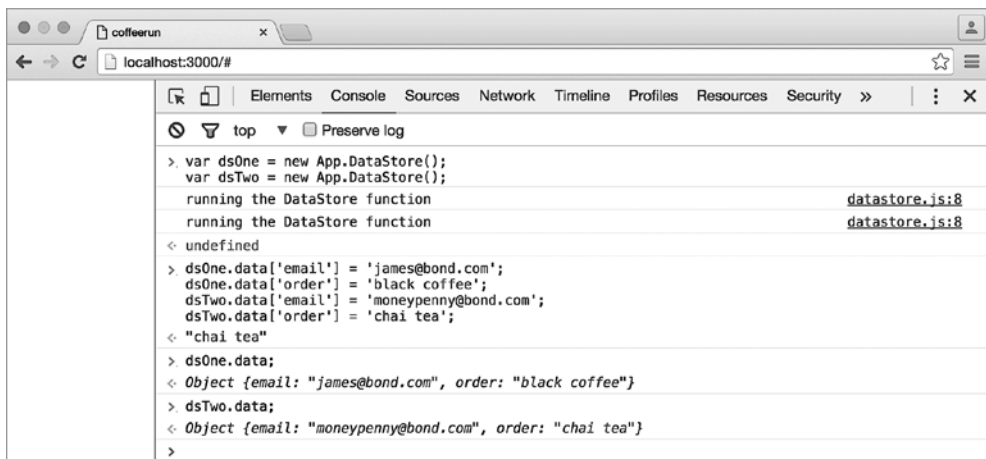 coffeerun
localhost:3000/#
Elements Console Sources Network Timeline Profiles Resources Security »
top Preserve log
> var dsOne = new App.DataStore();
var dsTwo = new App.DataStore();
running the DataStore function datastore.js:8
running the DataStore function datastore.js:8
< undefined
> dsOne.data['email'] = 'james@bond.com';
dsOne.data['order'] = 'black coffee';
dsTwo.data['email'] = 'moneypenny@bond.com';
dsTwo.data['order'] = 'chai tea';
< "chai tea"
> dsOne.data;
< Object {email: "james@bond.com", order: "black coffee"}
> dsTwo.data;
< Object {email: "moneypenny@bond.com", order: "chai tea"}
>